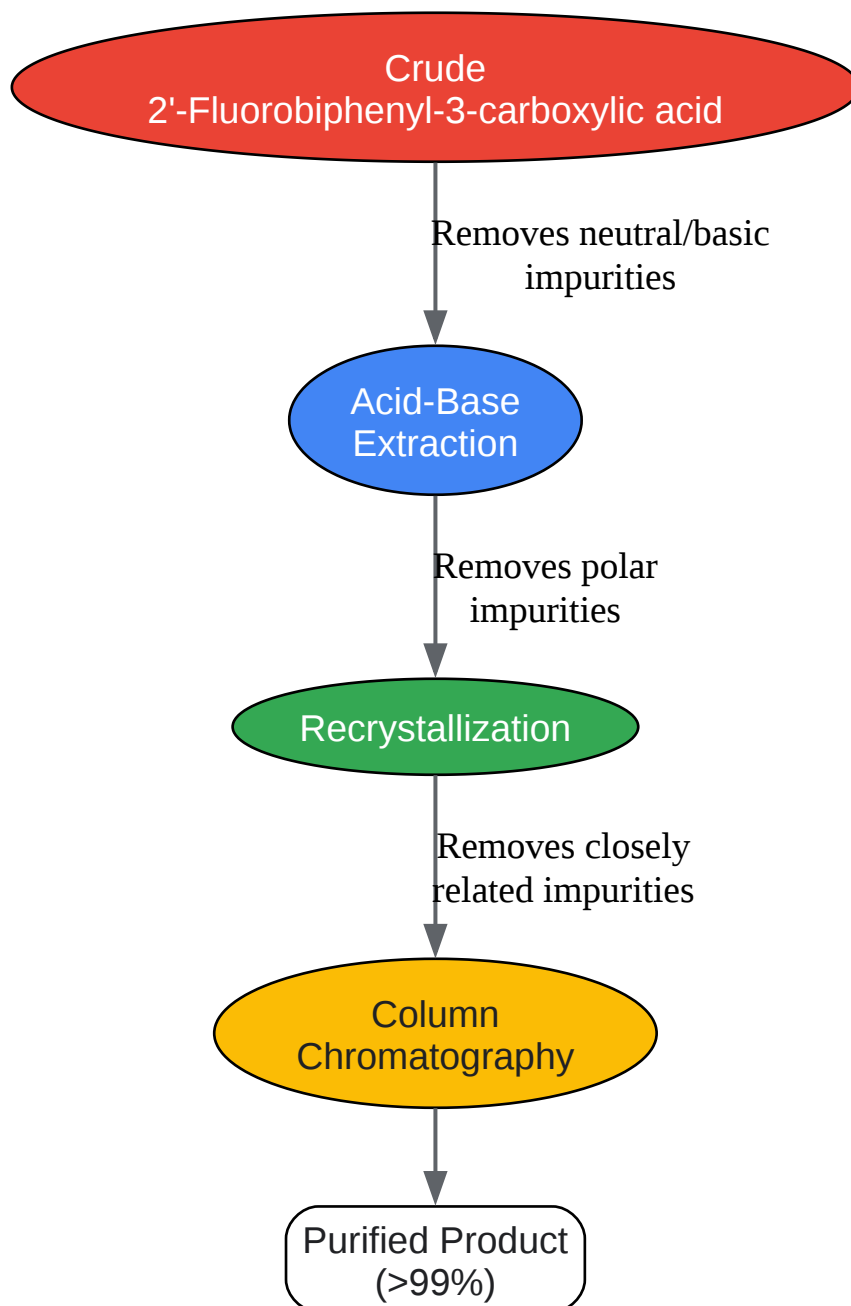 Crude
2'-Fluorobiphenyl-3-carboxylic acid
Removes neutral/basic
impurities
Acid-Base
Extraction
Removes polar
impurities
Recrystallization
Removes closely
related impurities
Column
Chromatography
Purified Product
(>99%)